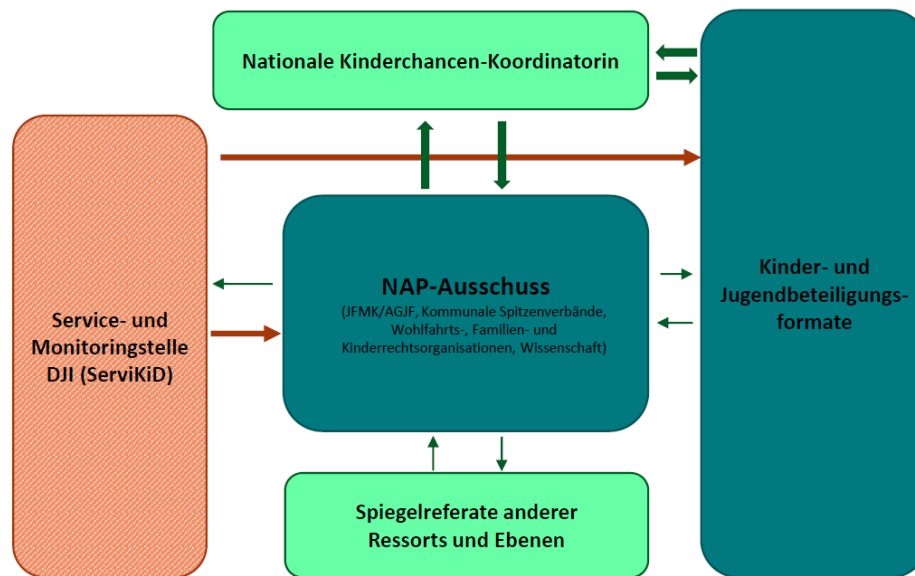 Nationale Kinderchancen-Koordinatorin
Service- und
Monitoringstelle
DJI (ServiKiD)
NAP-Ausschuss
(JFMK/AGJF, Kommunale Spitzenverbände,
Wohlfahrts-, Familien- und
Kinderrechtsorganisationen, Wissenschaft)
Kinder- und
Jugendbeteiligungs-
formate
Spiegelreferate anderer
Ressorts und Ebenen